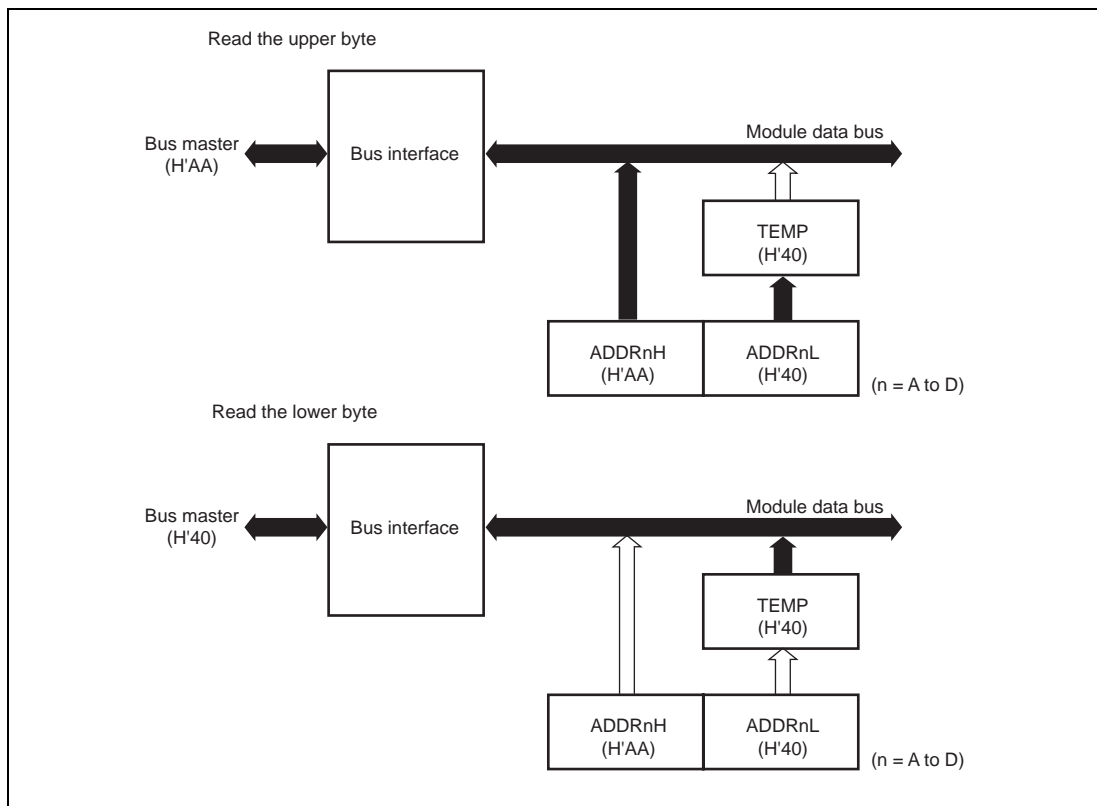 Read the upper byte
Bus master
(H'AA)
Bus interface
Module data bus
TEMP
(H'40)
ADDRnH
(H'AA)
ADDRnL
(H'40)
(n = A to D)
Read the lower byte
Bus master
(H'40)
Bus interface
Module data bus
TEMP
(H'40)
ADDRnH
(H'AA)
ADDRnL
(H'40)
(n = A to D)